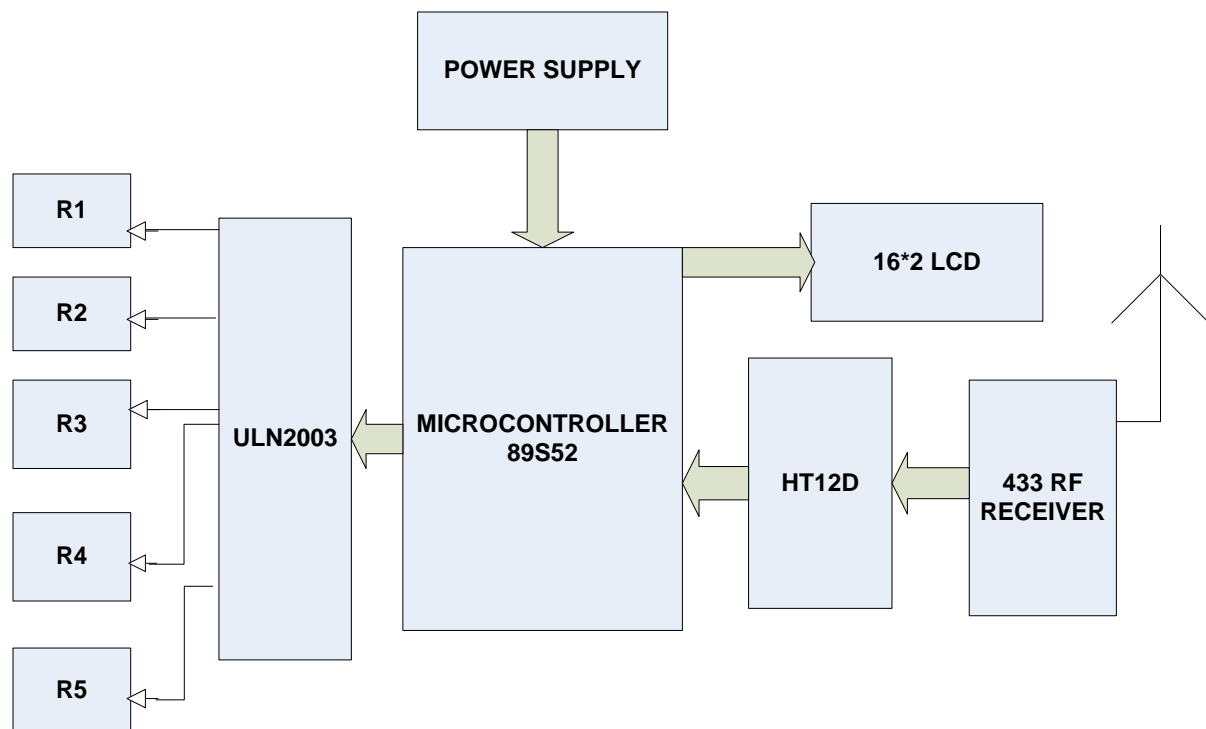 POWER SUPPLY
R1
16*2 LCD
R2
R3
ULN2003
MICROCONTROLLER
89S52
HT12D
433 RF
RECEIVER
R4
R5